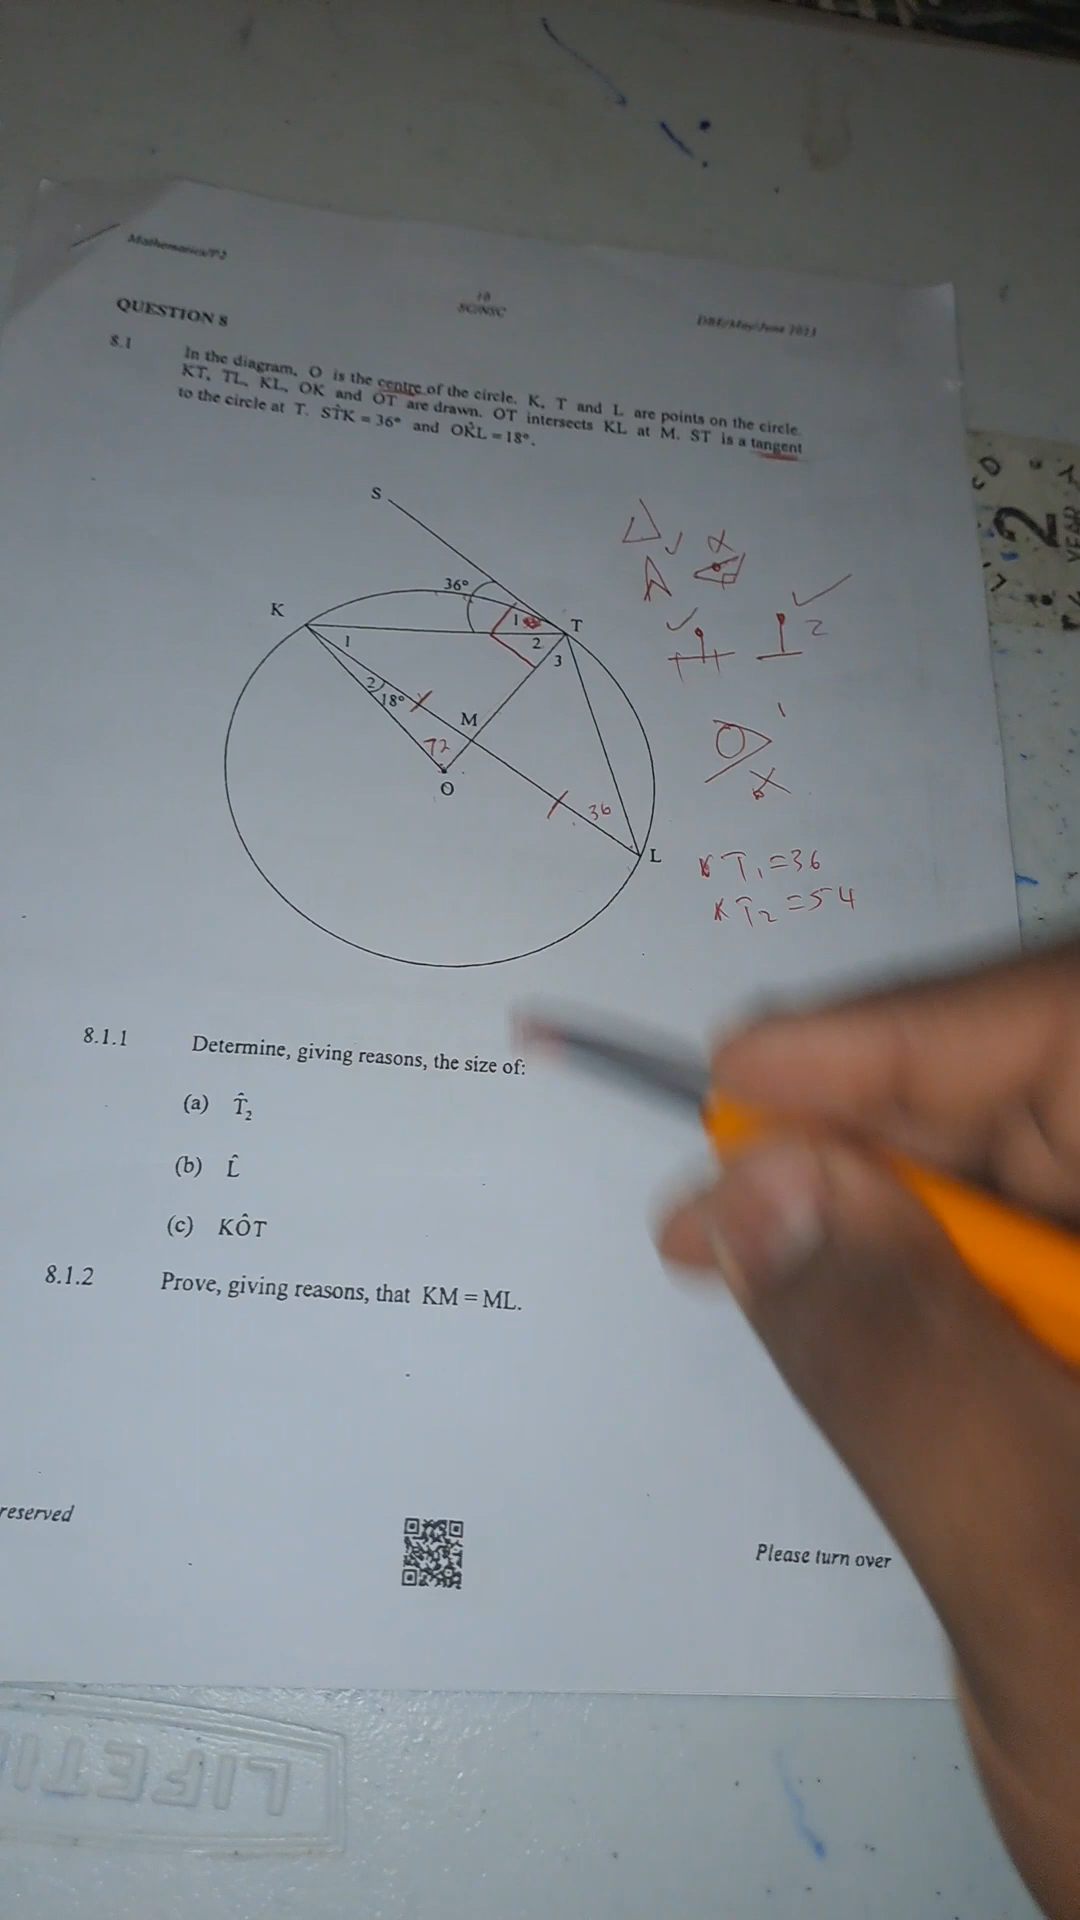 Mathematics/P2
10
SC/NSC
DBE/May/June 2023
QUESTION 8
8.1 In the diagram, O is the centre of the circle. K, T and L are points on the circle.
KT, TL, KL, OK and OT are drawn. OT intersects KL at M. ST is a tangent
to the circle at T. ST̂K = 36° and OK̂L = 18°.
S
36°
K
T
1
1
2
2
3
18°
M
72
O
36
L
2
T₁ = 36
T₂ = 54
8.1.1 Determine, giving reasons, the size of:
(a) T̂₂
(b) L̂
(c) KÔT
8.1.2 Prove, giving reasons, that KM = ML.
reserved
Please turn over
2
YEAR